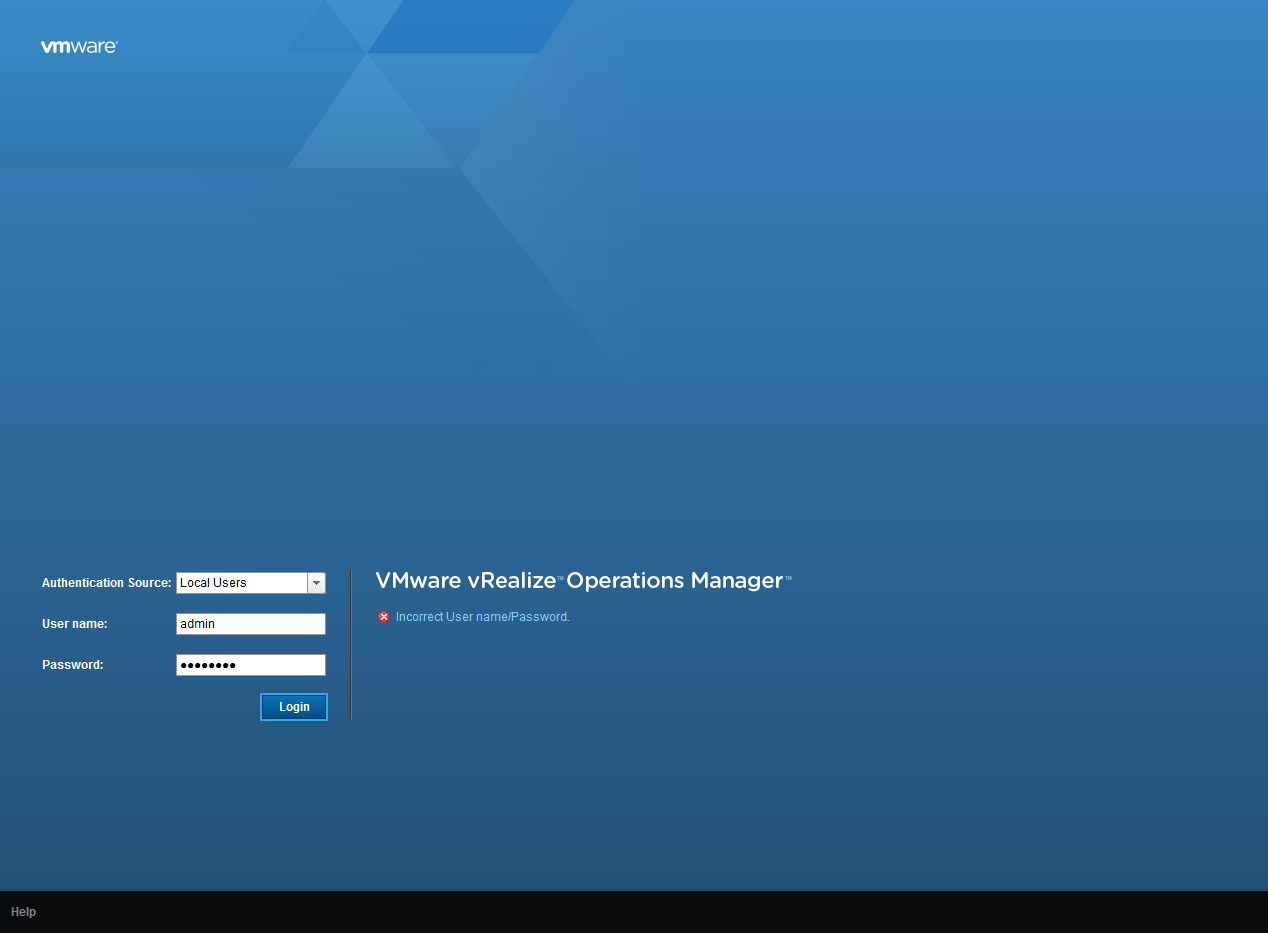 vmware
Authentication Source: Local Users
User name: admin
Password: ●●●●●●●●
Login
VMware vRealize™ Operations Manager™
Incorrect User name/Password.
Help